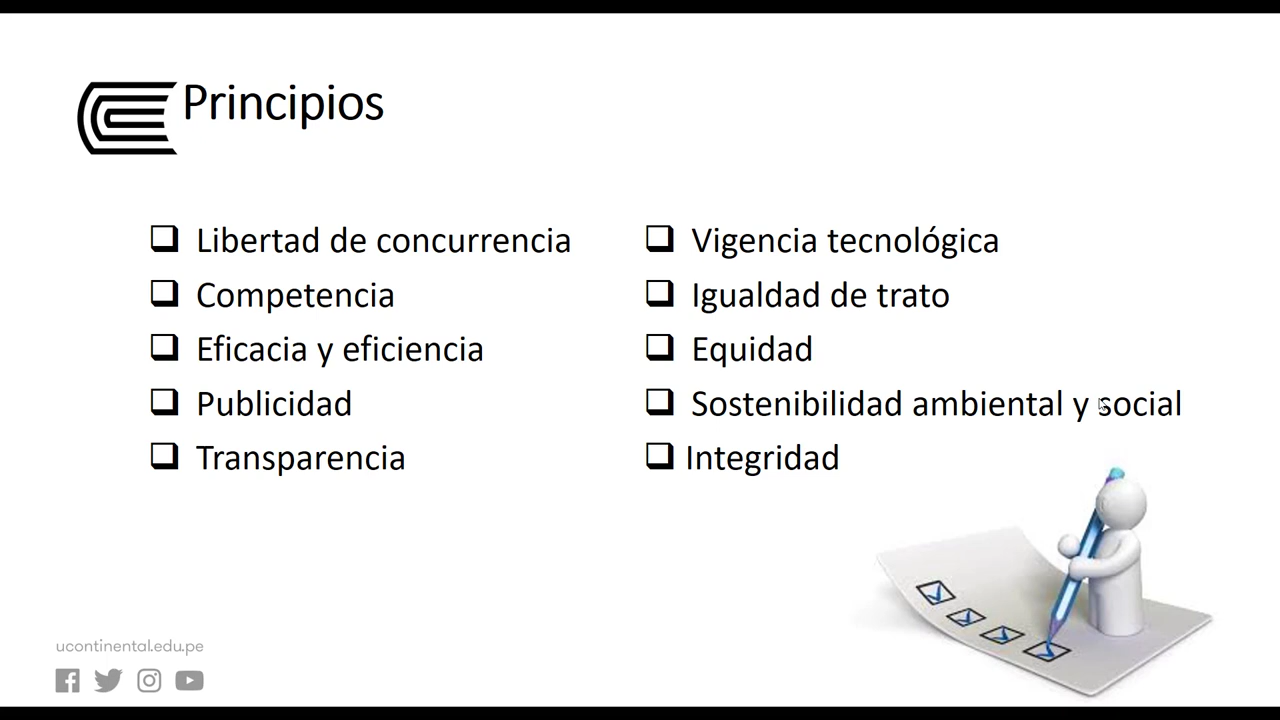 Principios
Libertad de concurrencia
Competencia
Eficacia y eficiencia
Publicidad
Transparencia
Vigencia tecnológica
Igualdad de trato
Equidad
Sostenibilidad ambiental y social
Integridad
ucontinental.edu.pe